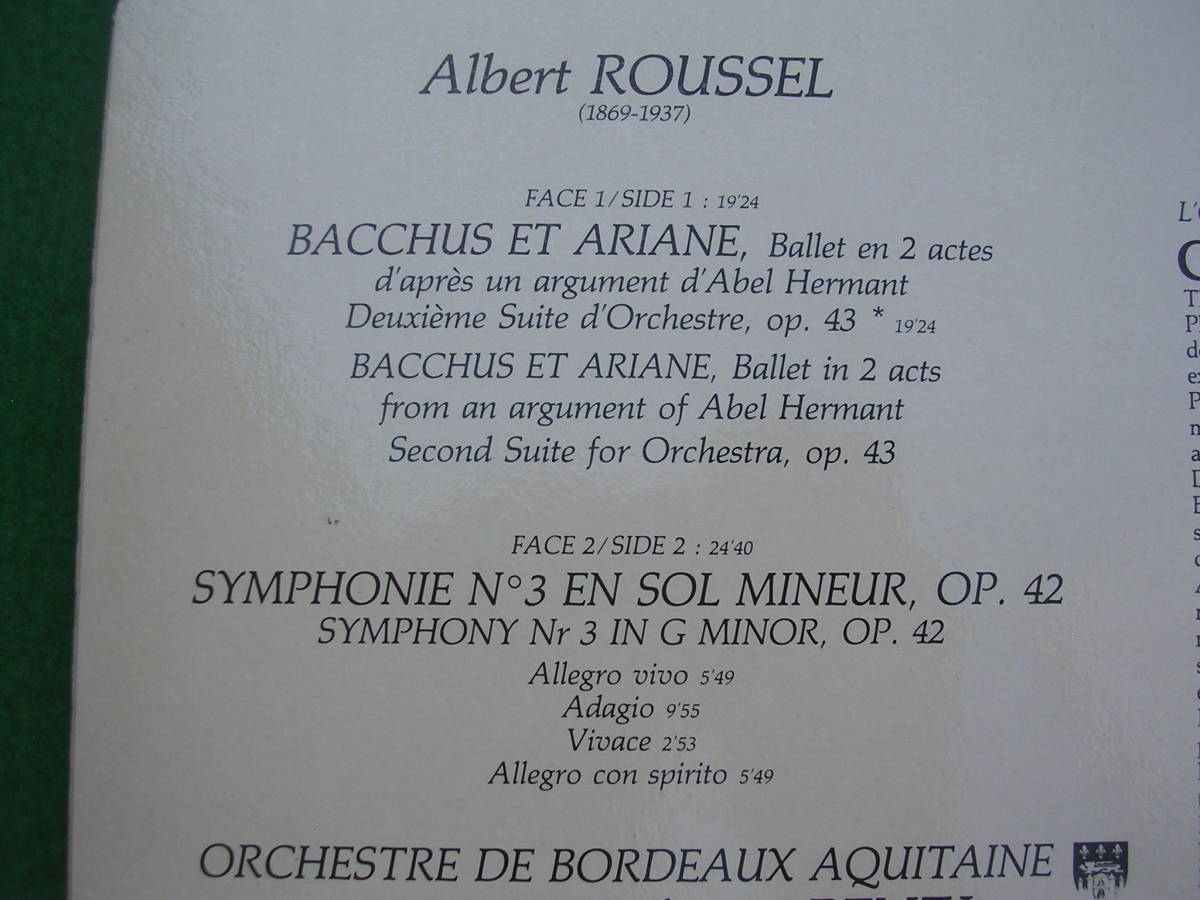 Albert ROUSSEL
(1869-1937)
FACE 1/SIDE 1 : 19'24
BACCHUS ET ARIANE, Ballet en 2 actes
d'après un argument d'Abel Hermant
Deuxième Suite d'Orchestre, op. 43 * 19'24
BACCHUS ET ARIANE, Ballet in 2 acts
from an argument of Abel Hermant
Second Suite for Orchestra, op. 43
FACE 2/SIDE 2 : 24'40
SYMPHONIE N°3 EN SOL MINEUR, OP. 42
SYMPHONY Nr 3 IN G MINOR, OP. 42
Allegro vivo 5'49
Adagio 9'55
Vivace 2'53
Allegro con spirito 5'49
ORCHESTRE DE BORDEAUX AQUITAINE